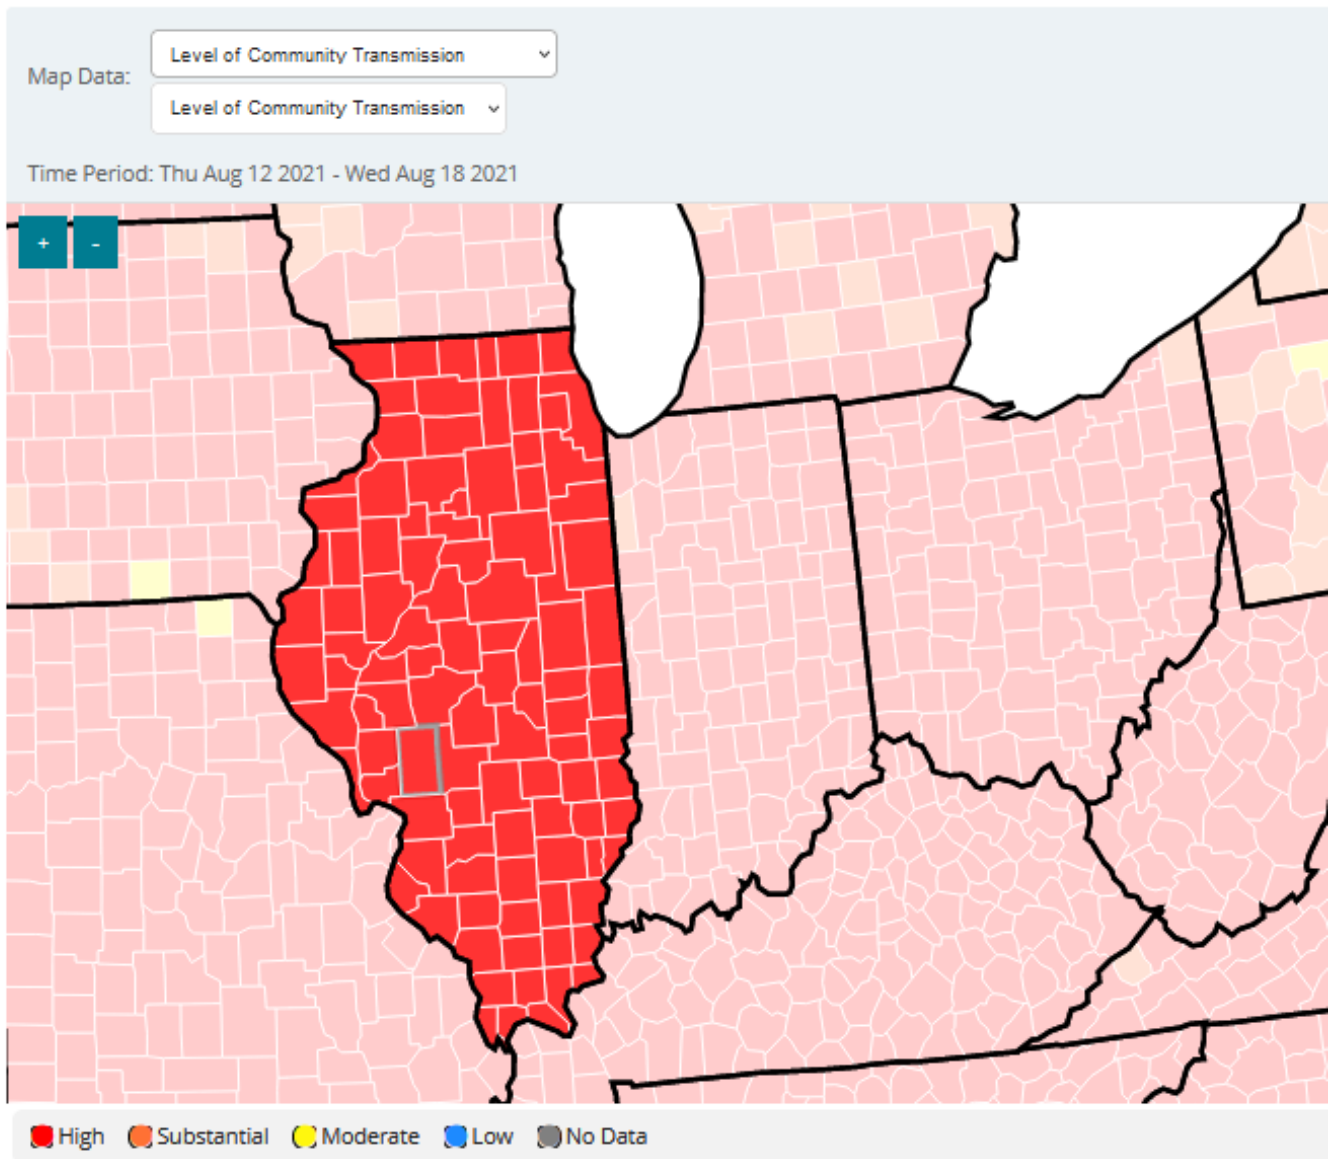 Map Data:
Level of Community Transmission
Level of Community Transmission
Time Period: Thu Aug 12 2021 - Wed Aug 18 2021
+ -
High Substantial Moderate Low No Data